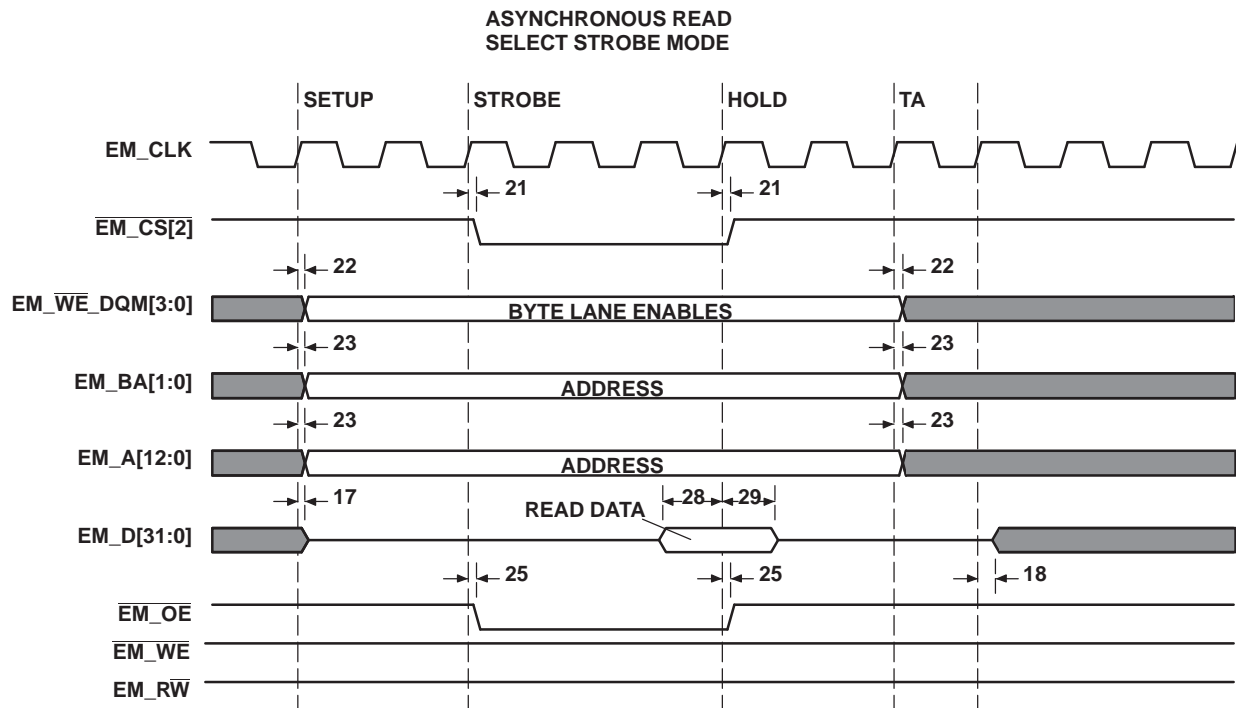 ASYNCHRONOUS READ
SELECT STROBE MODE
SETUP STROBE HOLD TA
EM_CLK
21 21
EM_CS[2]
22 22
EM_WE_DQM[3:0] BYTE LANE ENABLES
23 23
EM_BA[1:0] ADDRESS
23 23
EM_A[12:0] ADDRESS
17 28 29
READ DATA
EM_D[31:0]
25 25 18
EM_OE
EM_WE
EM_RW